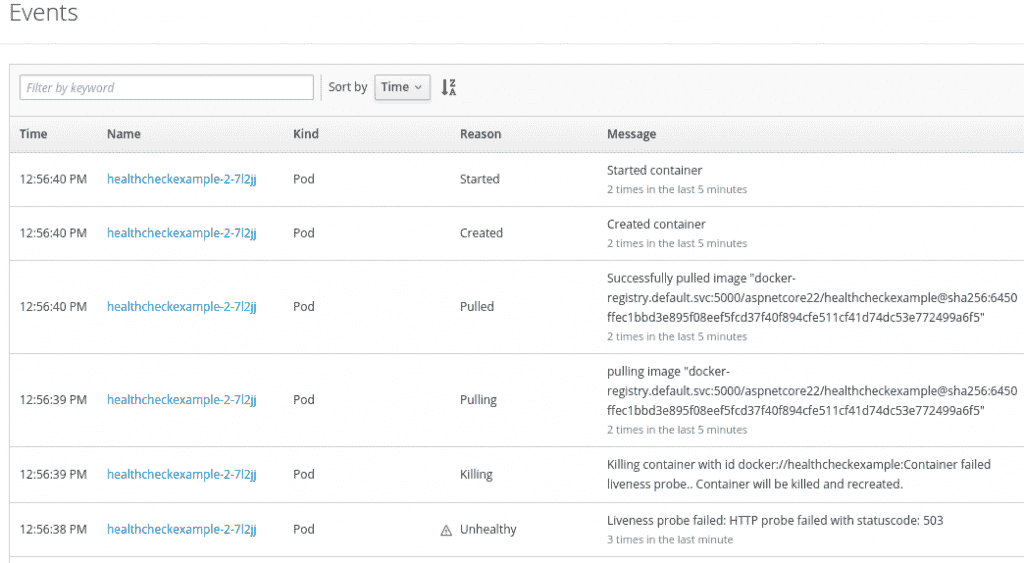 Events
Filter by keyword Sort by Time
Time Name Kind Reason Message
12:56:40 PM healthcheckexample-2-7l2jj Pod Started Started container
2 times in the last 5 minutes
12:56:40 PM healthcheckexample-2-7l2jj Pod Created Created container
2 times in the last 5 minutes
Successfully pulled image "docker-
12:56:40 PM healthcheckexample-2-7l2jj Pod Pulled registry.default.svc:5000/aspnetcore22/healthcheckexample@sha256:6450
ffec1bbd3e895f08eef5fcd37f40f894cfe511cf41d74dc53e772499a6f5"
2 times in the last 5 minutes
pulling image "docker-
12:56:39 PM healthcheckexample-2-7l2jj Pod Pulling registry.default.svc:5000/aspnetcore22/healthcheckexample@sha256:6450
ffec1bbd3e895f08eef5fcd37f40f894cfe511cf41d74dc53e772499a6f5"
2 times in the last 5 minutes
12:56:39 PM healthcheckexample-2-7l2jj Pod Killing Killing container with id docker://healthcheckexample:Container failed
liveness probe.. Container will be killed and recreated.
12:56:38 PM healthcheckexample-2-7l2jj Pod Unhealthy Liveness probe failed: HTTP probe failed with statuscode: 503
3 times in the last minute